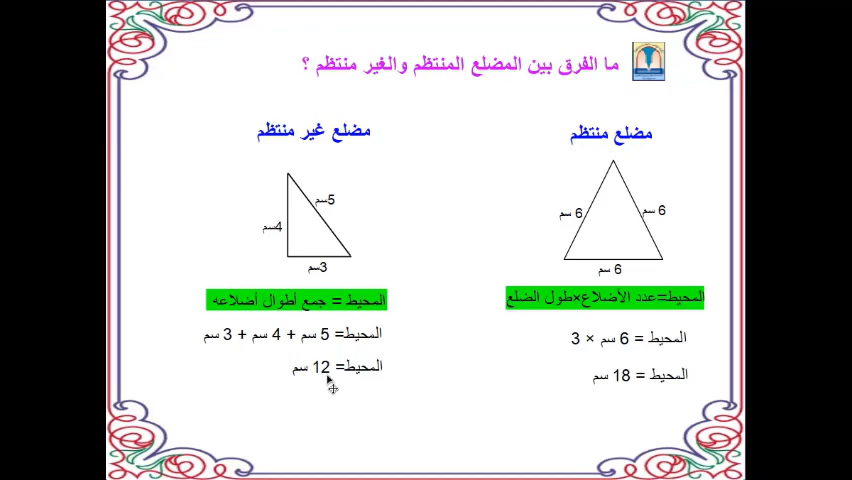 ما الفرق بين المضلع المنتظم والغير منتظم ؟
مضلع منتظم
6 سم
6 سم
6 سم
المحيط=عدد الأضلاع×طول الضلع
المحيط = 6 سم × 3
المحيط = 18 سم
مضلع غير منتظم
5سم
4سم
3سم
المحيط = جمع أطوال أضلاعه
المحيط= 5 سم + 4 سم + 3 سم
المحيط= 12 سم